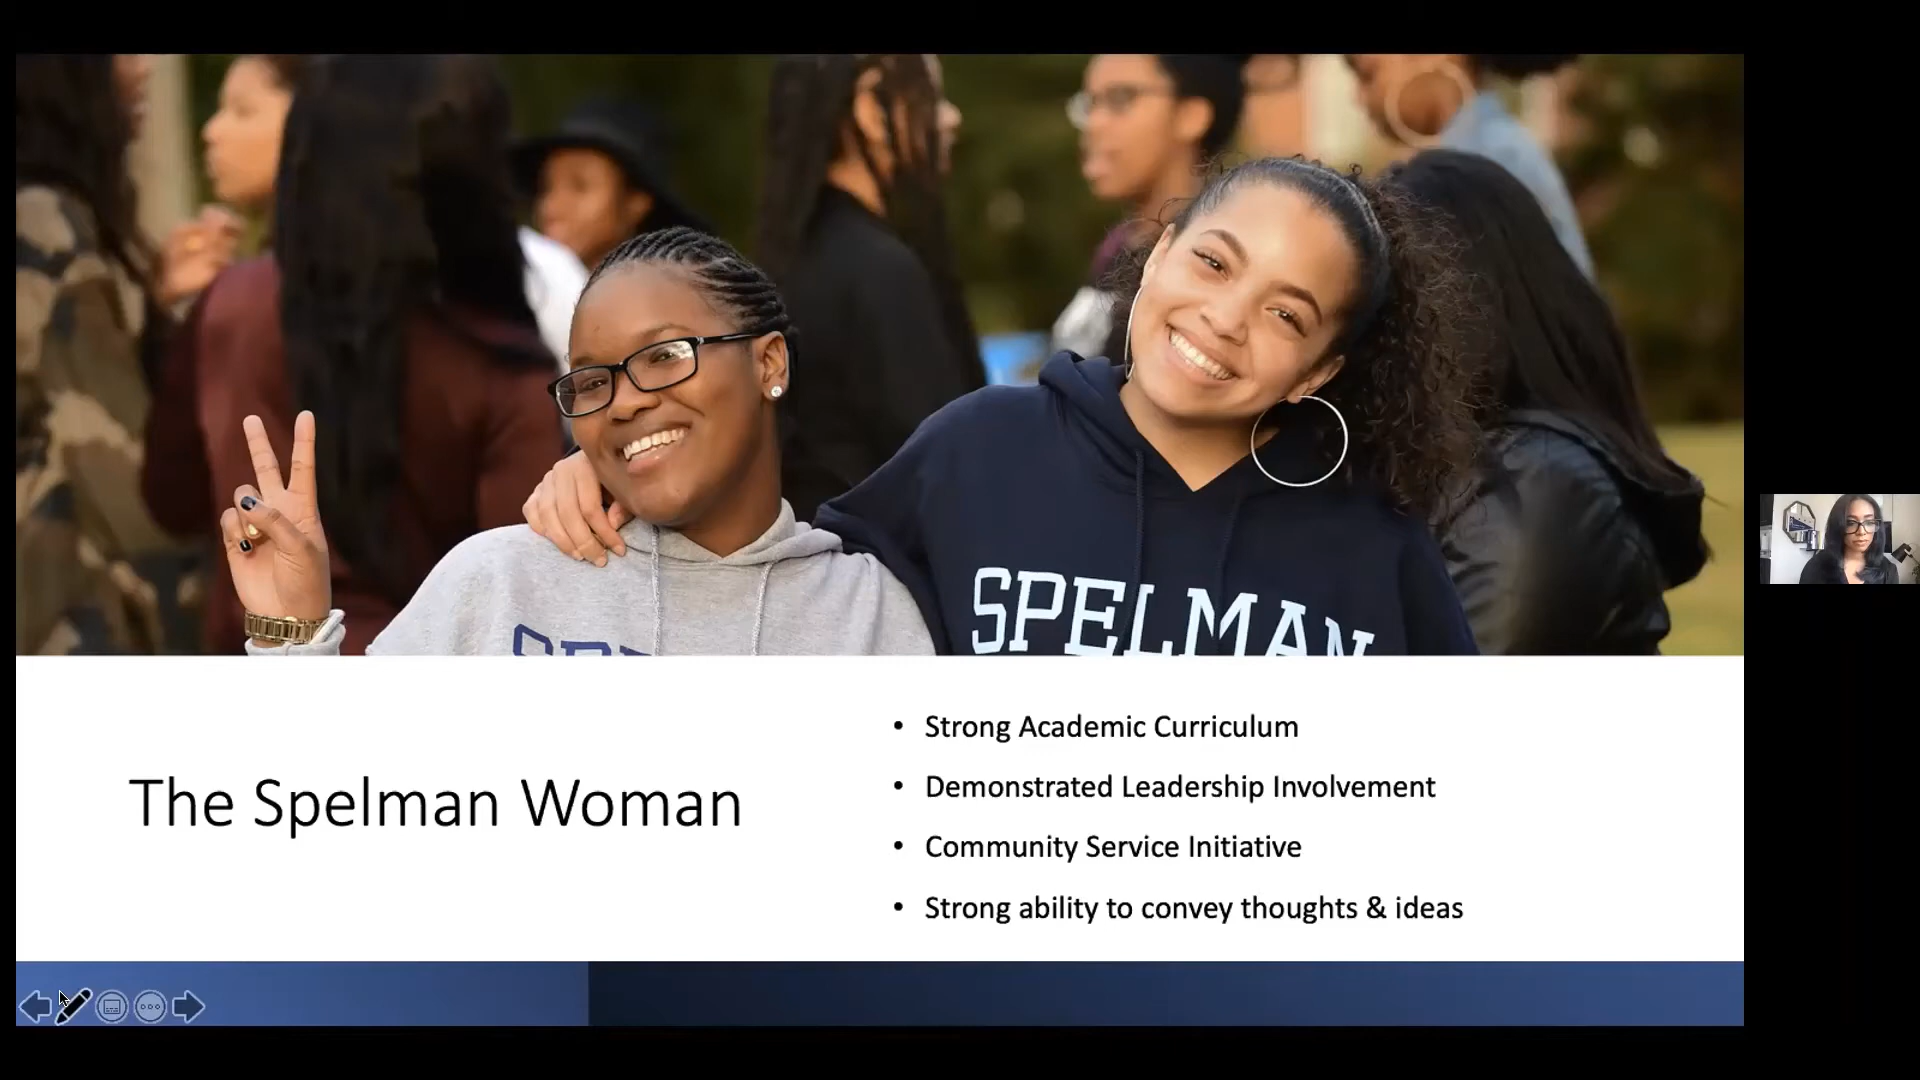 SPELMAN
The Spelman Woman
• Strong Academic Curriculum
• Demonstrated Leadership Involvement
• Community Service Initiative
• Strong ability to convey thoughts & ideas